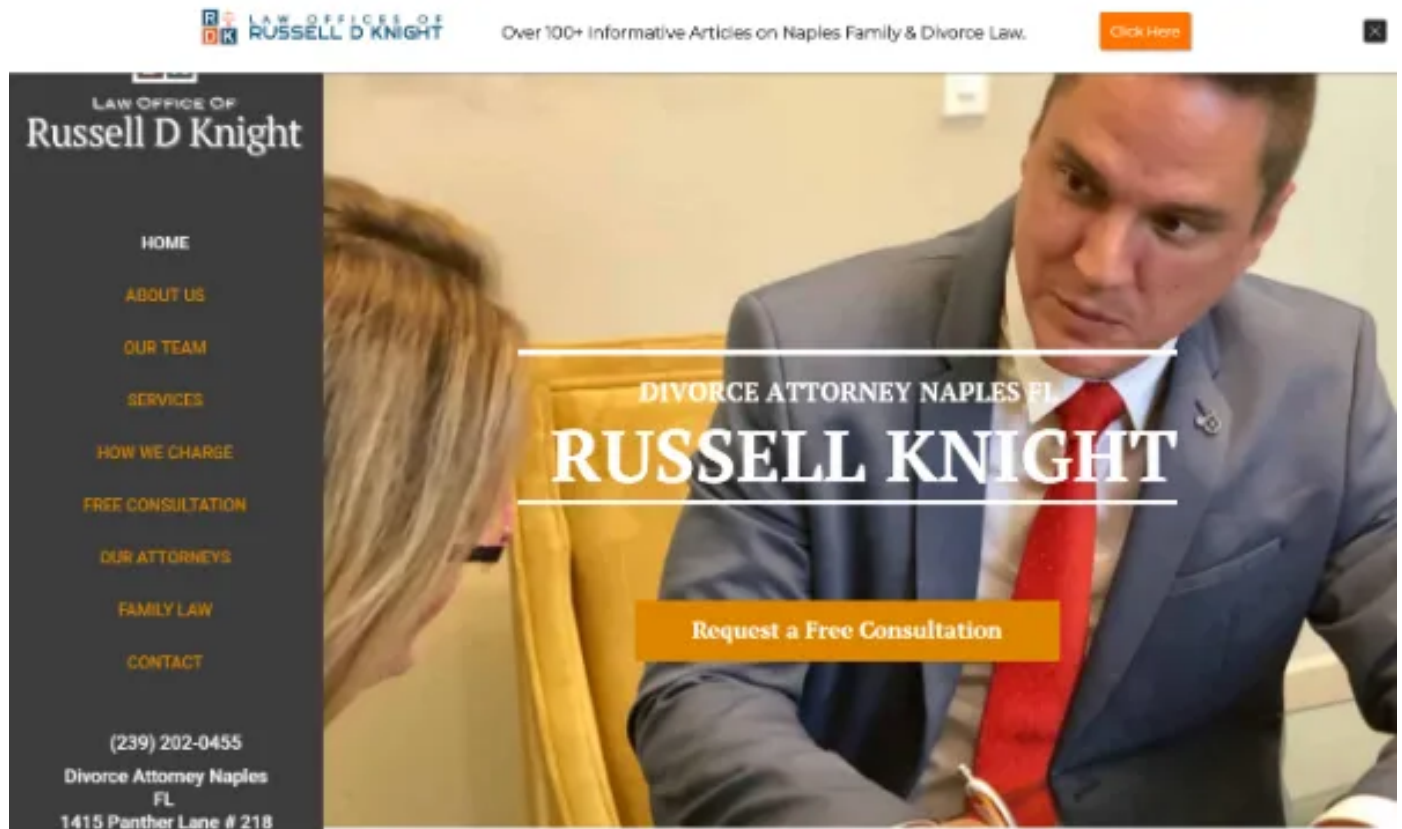 LAW OFFICES OF
RUSSELL D KNIGHT
Over 100+ Informative Articles on Naples Family & Divorce Law.
Click Here
LAW OFFICE OF
Russell D Knight
HOME
ABOUT US
OUR TEAM
SERVICES
HOW WE CHARGE
FREE CONSULTATION
OUR ATTORNEYS
FAMILY LAW
CONTACT
(239) 202-0455
Divorce Attorney Naples
FL
1415 Panther Lane # 218
DIVORCE ATTORNEY NAPLES FL
RUSSELL KNIGHT
Request a Free Consultation